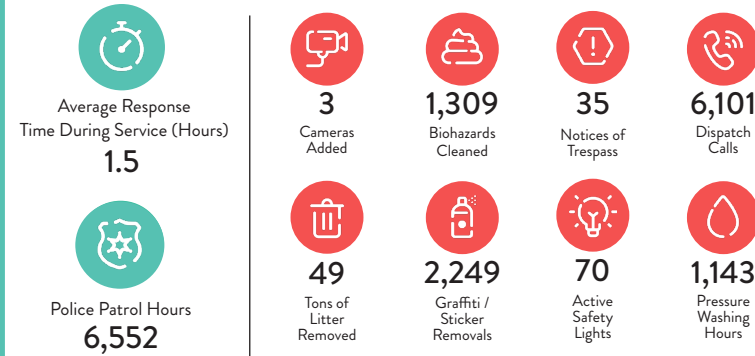 Average Response
Time During Service (Hours)
1.5
Police Patrol Hours
6,552
3
Cameras
Added
1,309
Biohazards
Cleaned
35
Notices of
Trespass
6,101
Dispatch
Calls
49
Tons of
Litter
Removed
2,249
Graffiti /
Sticker
Removals
70
Active
Safety
Lights
1,143
Pressure
Washing
Hours